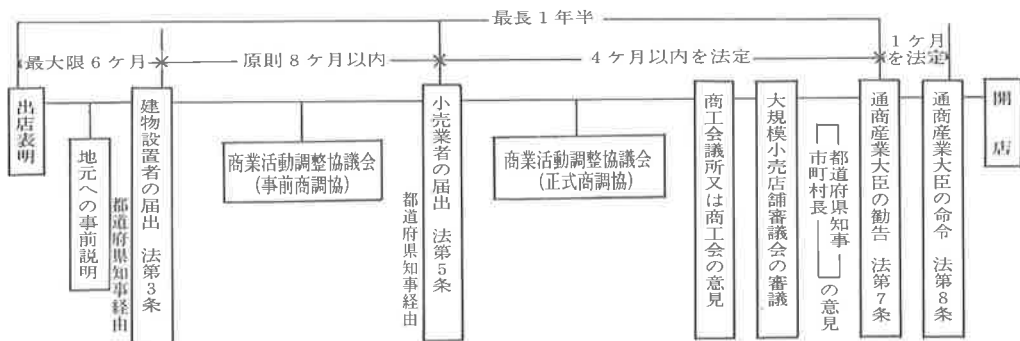 最長1年半
最大限6ケ月
原則8ケ月以内
4ケ月以内を法定
1ケ月
を法定
出店表明
地元への事前説明
都道府県知事経由
建物設置者の届出 法第3条
商業活動調整協議会
(事前商調協)
都道府県知事経由
小売業者の届出 法第5条
商業活動調整協議会
(正式商調協)
商工会議所又は商工会の意見
大規模小売店舗審議会の審議
都道府県知事
市町村長
の意見
通商産業大臣の勧告 法第7条
通商産業大臣の命令 法第8条
開店